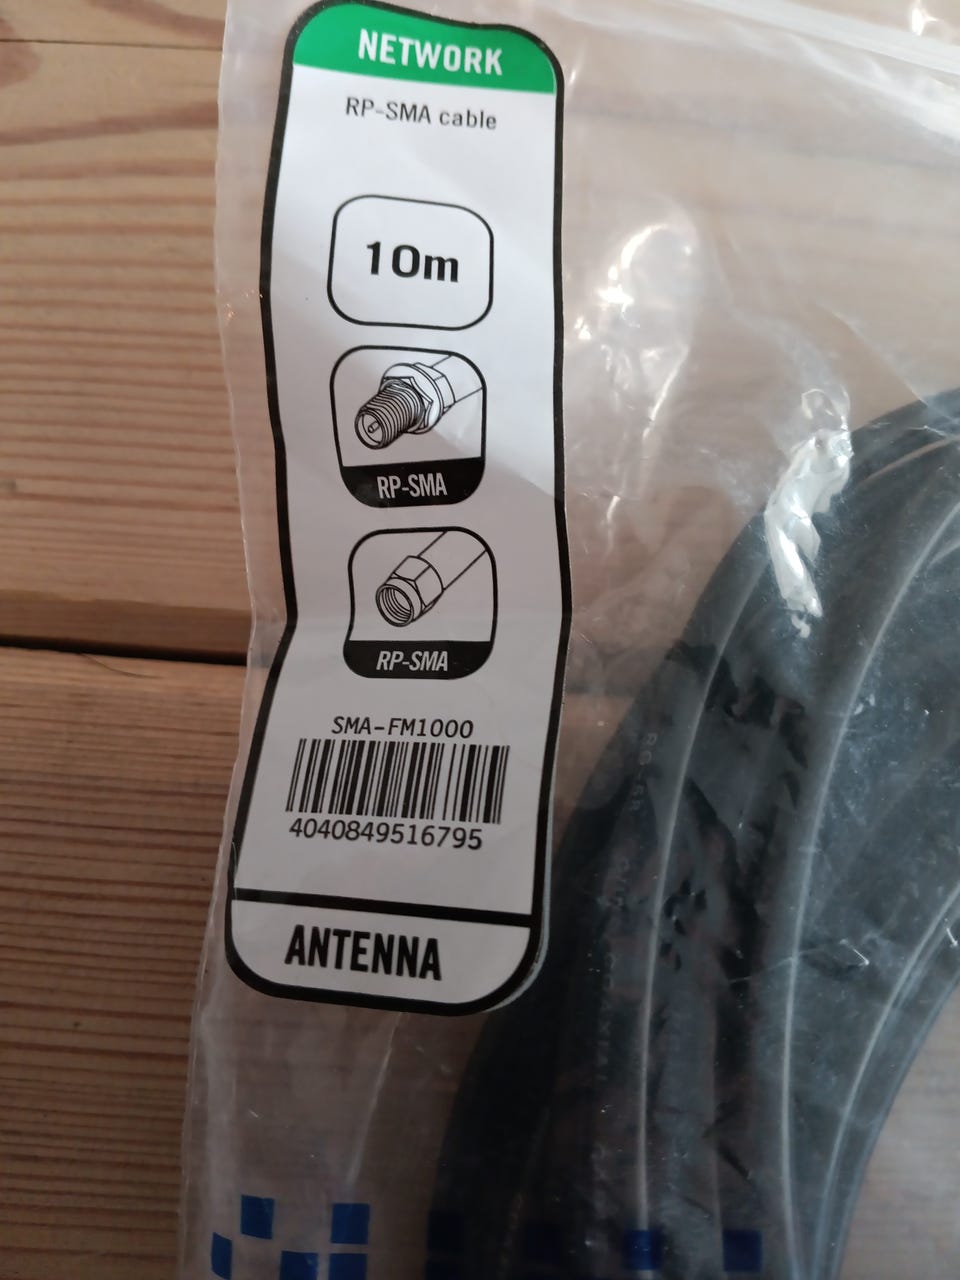 NETWORK
RP-SMA cable
10m
RP-SMA
RP-SMA
SMA-FM1000
4040849516795
ANTENNA